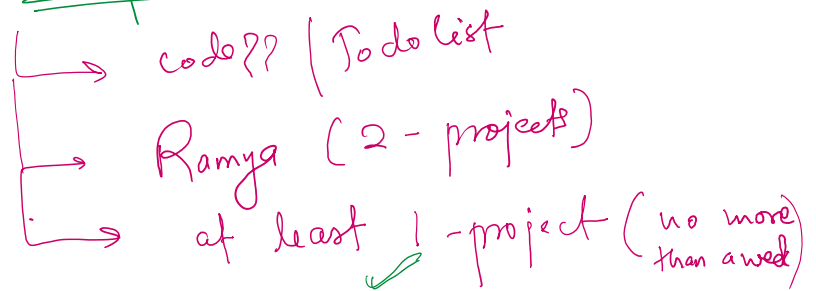 code?? | Todo list
Ramya (2 - projects)
at least 1 - project (no more
than a week)